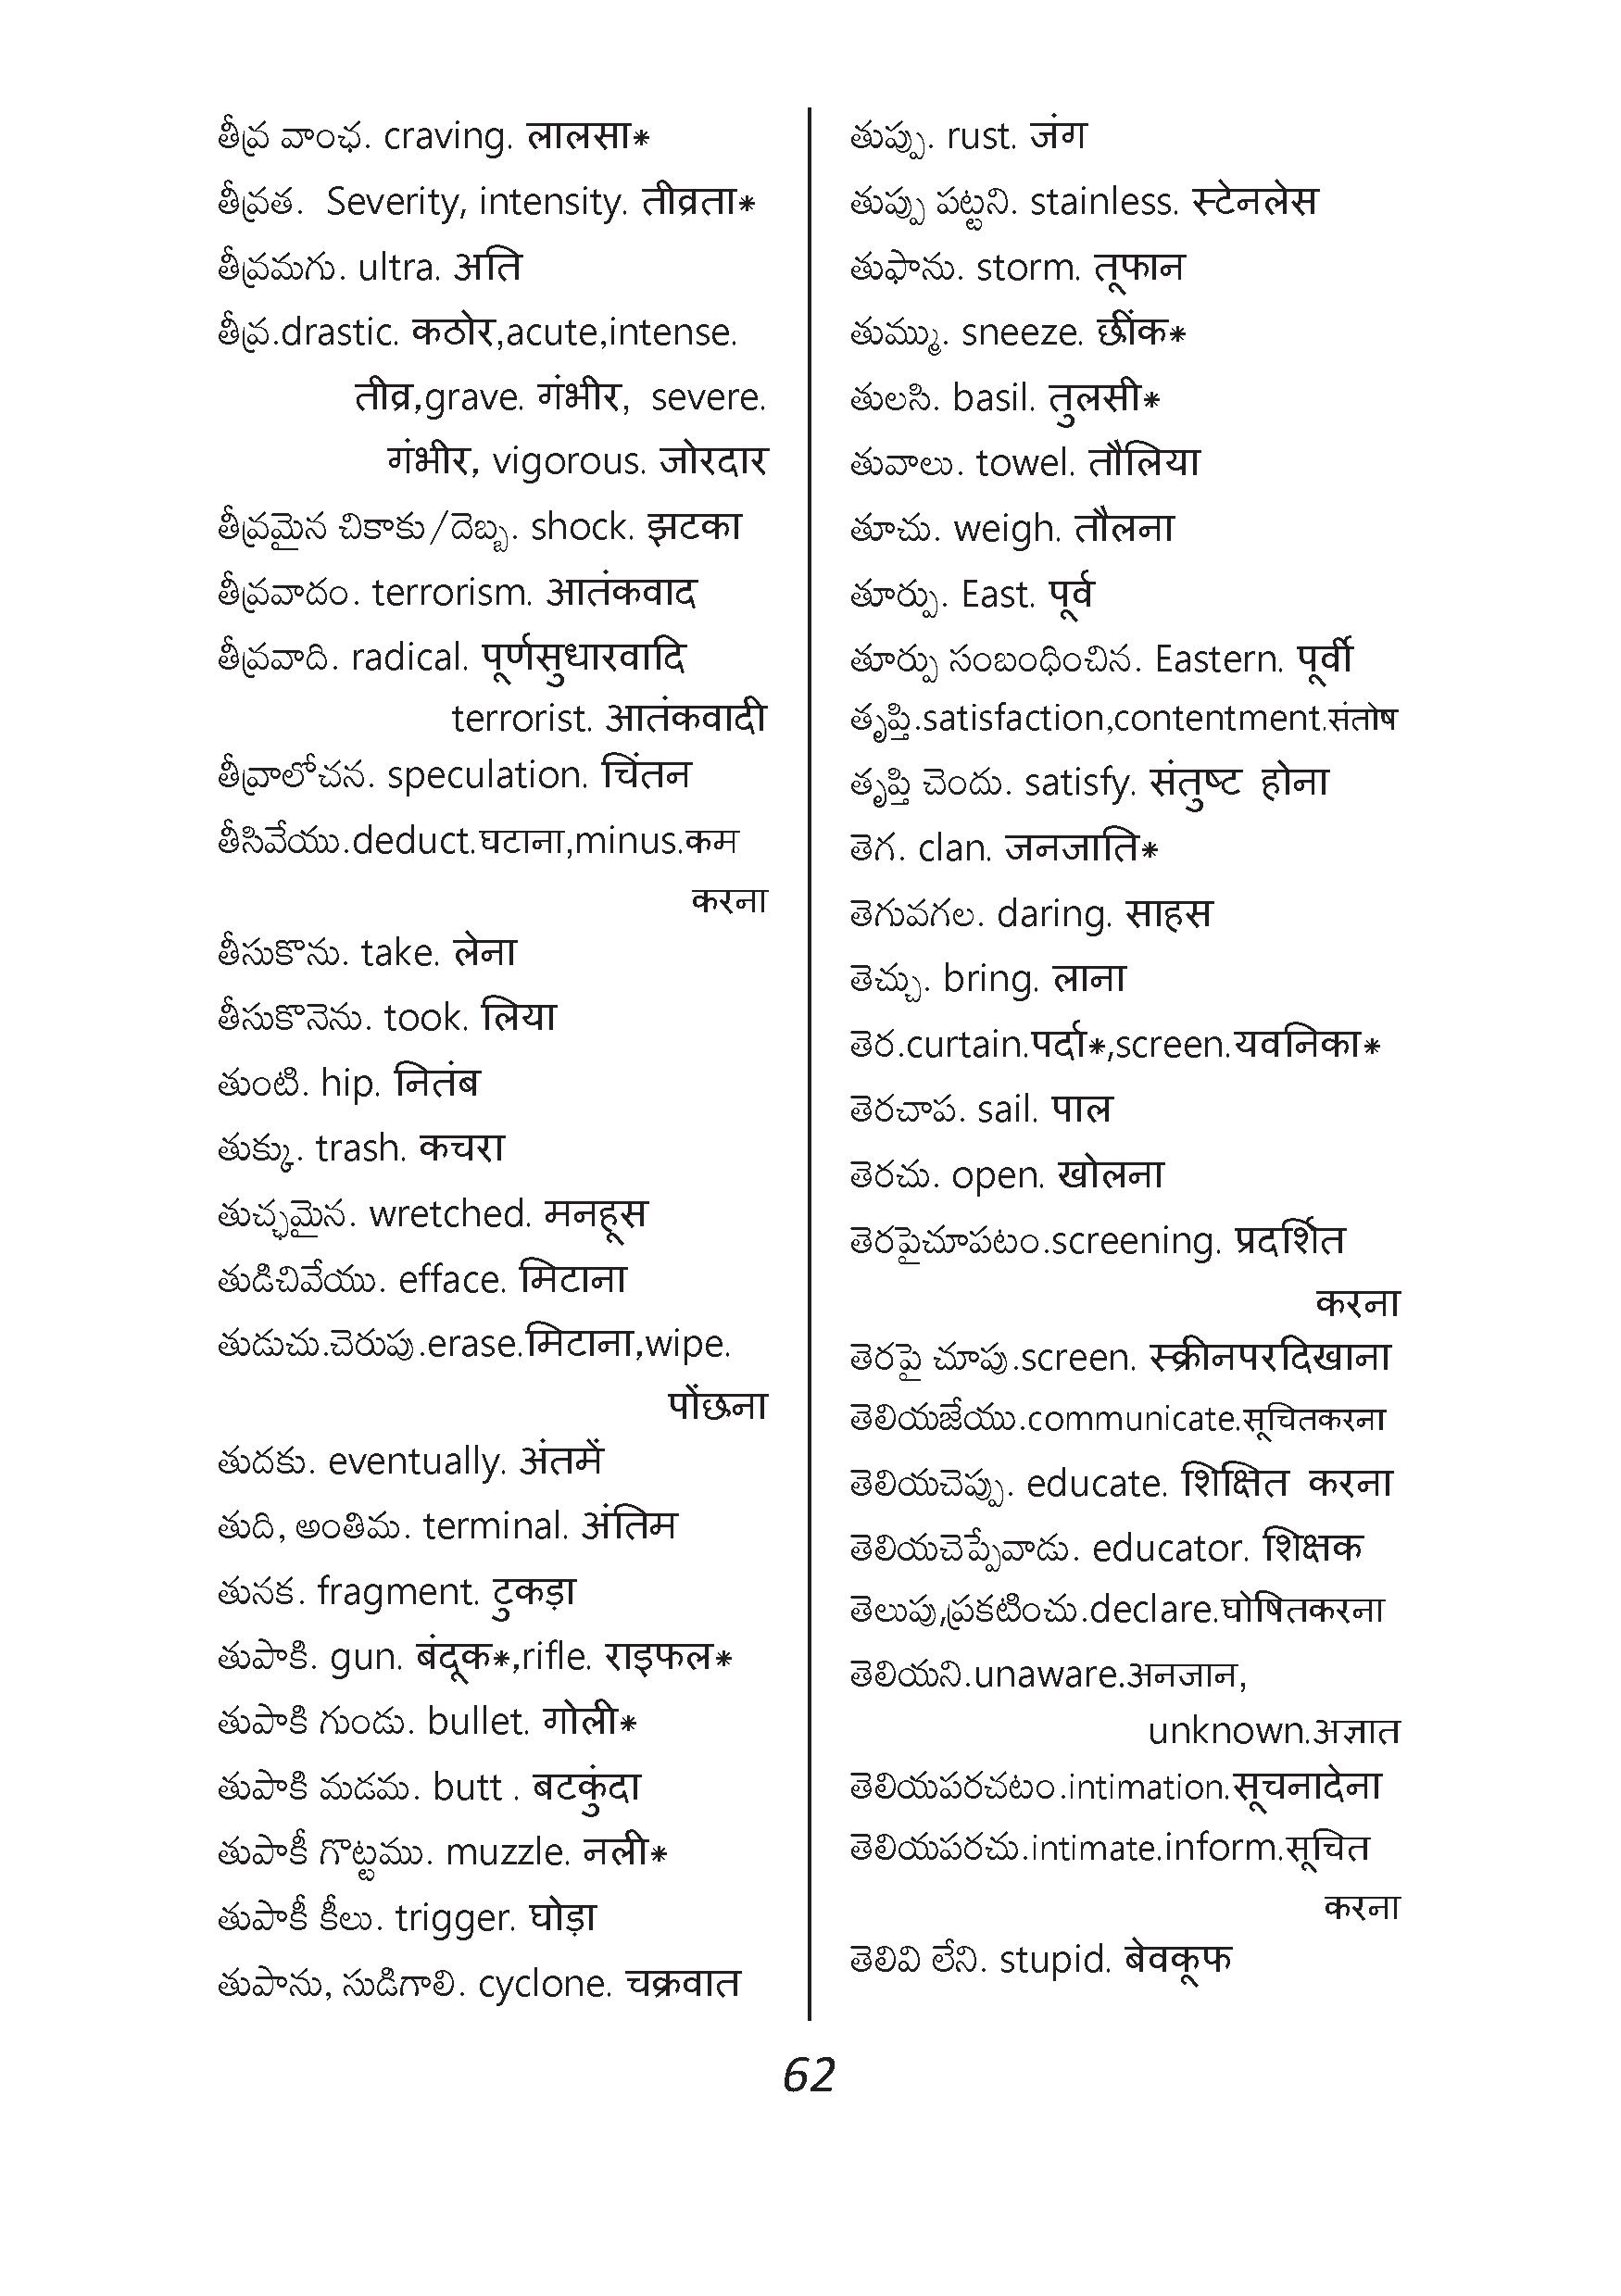 తీవ్ర వాంఛ. craving. लालसा*
తీవ్రత. Severity, intensity. तीव्रता*
తీవ్రమగు. ultra. अति
తీవ్ర.drastic. कठोर,acute,intense.
तीव्र,grave. गंभीर, severe.
गंभीर, vigorous. जोरदार
తీవ్రమైన చికాకు/దెబ్బ. shock. झटका
తీవ్రవాదం. terrorism. आतंकवाद
తీవ్రవాది. radical. पूर्णसुधारवादि
terrorist. आतंकवादी
తీవ్రాలోచన. speculation. चिंतन
తీసివేయు.deduct.घटाना,minus.कम
करना
తీసుకొను. take. लेना
తీసుకొనెను. took. लिया
తుంటి. hip. नितंब
తుక్కు. trash. कचरा
తుచ్ఛమైన. wretched. मनहूस
తుడిచివేయు. efface. मिटाना
తుడుచు.చెరుపు.erase.मिटाना,wipe.
पोंछना
తుదకు. eventually. अंतमें
తుది, అంతిమ. terminal. अंतिम
తునక. fragment. टुकड़ा
తుపాకి. gun. बंदूक*,rifle. राइफल*
తుపాకి గుండు. bullet. गोली*
తుపాకి మడమ. butt . बटकुंदा
తుపాకీ గొట్టము. muzzle. नली*
తుపాకీ కీలు. trigger. घोड़ा
తుపాను, సుడిగాలి. cyclone. चक्रवात
తుప్పు. rust. जंग
తుప్పు పట్టని. stainless. स्टेनलेस
తుఫాను. storm. तूफान
తుమ్ము. sneeze. छींक*
తులసి. basil. तुलसी*
తువాలు. towel. तौलिया
తూచు. weigh. तौलना
తూర్పు. East. पूर्व
తూర్పు సంబంధించిన. Eastern. पूर्वी
తృప్తి.satisfaction,contentment.संतोष
తృప్తి చెందు. satisfy. संतुष्ट होना
తెగ. clan. जनजाति*
తెగువగల. daring. साहस
తెచ్చు. bring. लाना
తెర.curtain.पर्दा*,screen.यवनिका*
తెరచాప. sail. पाल
తెరచు. open. खोलना
తెరపైచూపటం.screening. प्रदर्शित
करना
తెరపై చూపు.screen. स्क्रीनपरदिखाना
తెలియజేయు.communicate.सूचितकरना
తెలియచెప్పు. educate. शिक्षित करना
తెలియచెప్పేవాడు. educator. शिक्षक
తెలుపు,ప్రకటించు.declare.घोषितकरना
తెలియని.unaware.अनजान,
unknown.अज्ञात
తెలియపరచటం.intimation.सूचनादेना
తెలియపరచు.intimate.inform.सूचित
करना
తెలివి లేని. stupid. बेवकूफ
62